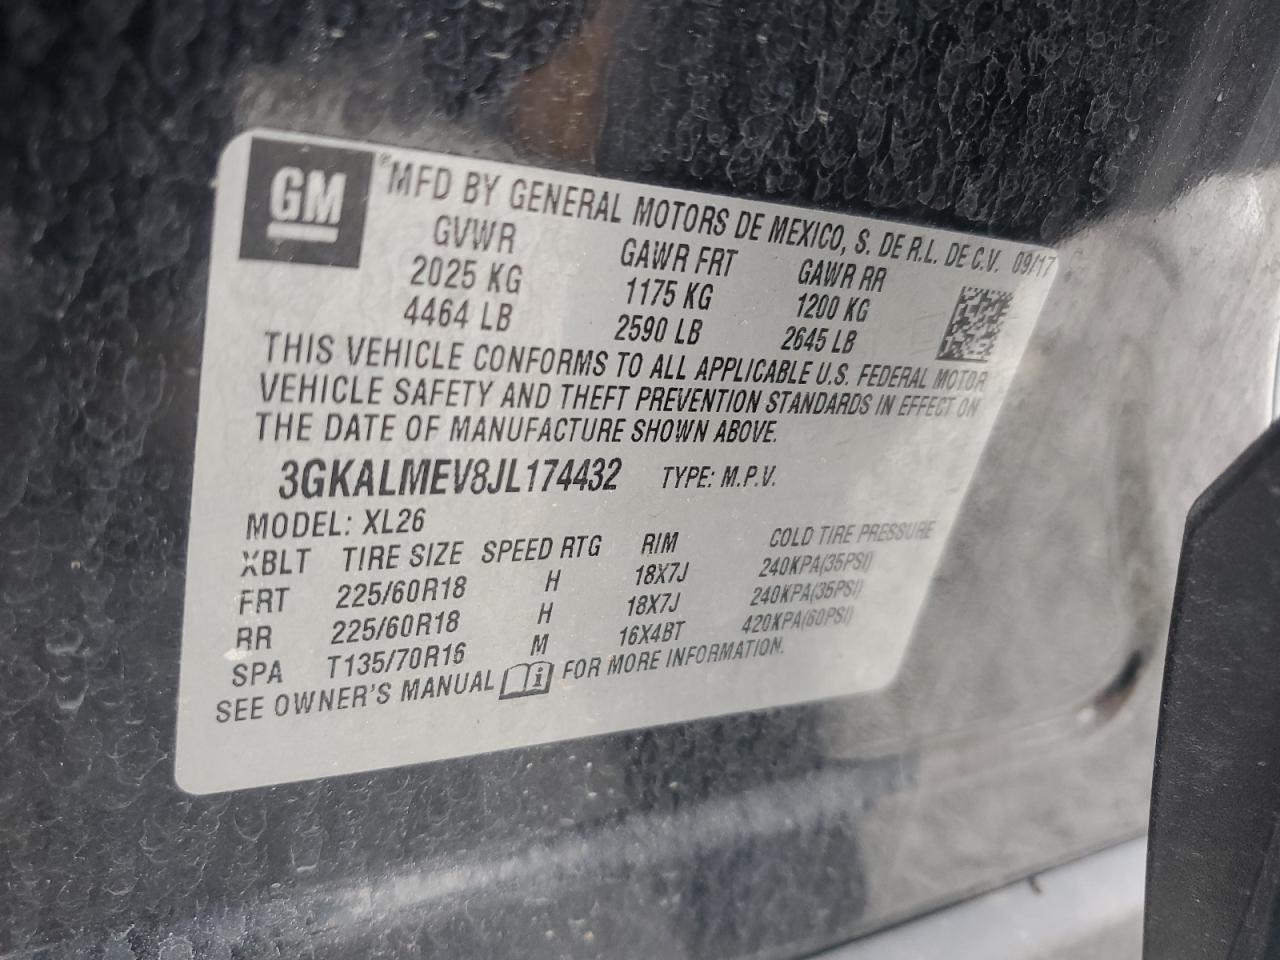 GM ® MFD BY GENERAL MOTORS DE MEXICO, S. DE R.L. DE C.V. 09/17
GVWR GAWR FRT GAWR RR
2025 KG 1175 KG 1200 KG
4464 LB 2590 LB 2645 LB
THIS VEHICLE CONFORMS TO ALL APPLICABLE U.S. FEDERAL MOTOR
VEHICLE SAFETY AND THEFT PREVENTION STANDARDS IN EFFECT ON
THE DATE OF MANUFACTURE SHOWN ABOVE.
3GKALMEV8JL174432 TYPE: M.P.V.
MODEL: XL26
XBLT TIRE SIZE SPEED RTG RIM COLD TIRE PRESSURE
FRT 225/60R18 H 18X7J 240KPA(35PSI)
RR 225/60R18 H 18X7J 240KPA(35PSI)
SPA T135/70R16 M 16X4BT 420KPA(60PSI)
SEE OWNER'S MANUAL FOR MORE INFORMATION.